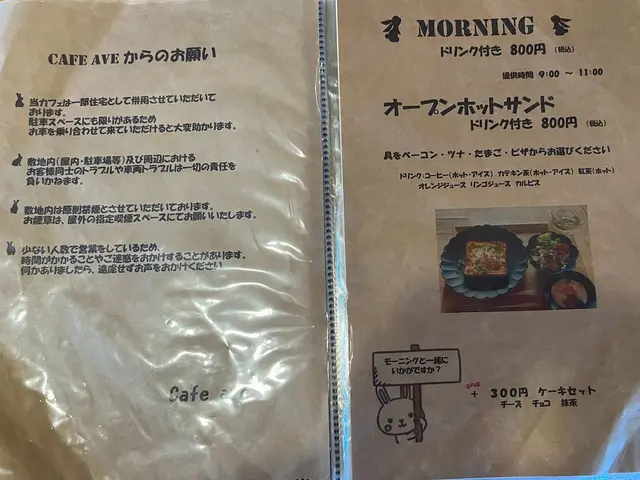 CAFE AVE からのお願い
当カフェは一部住宅として併用させていただいて
おります。
駐車スペースにも限りがあるため
お車を乗り合わせて来ていただけると大変助かります。
敷地内(屋内・駐車場等)及び周辺における
お客様同士のトラブルや車両トラブルは一切の責任を
負いかねます。
敷地内は原則禁煙とさせていただいております。
お煙草は、屋外の指定喫煙スペースにてお願いいたします。
少ない人数で営業をしているため、
時間がかかることやご迷惑をおかけすることがあります。
何かありましたら、遠慮せずお声をおかけください
Cafe
MORNING
ドリンク付き 800円 (税込)
提供時間 9:00 ~ 11:00
オープンホットサンド
ドリンク付き 800円 (税込)
具をベーコン・ツナ・たまご・ピザからお選びください
ドリンク:コーヒー(ホット・アイス) カテキン茶(ホット・アイス) 紅茶(ホット)
オレンジジュース リンゴジュース カルピス
モーニングと一緒に
いかがですか?
+ 300円 ケーキセット
チーズ チョコ 抹茶